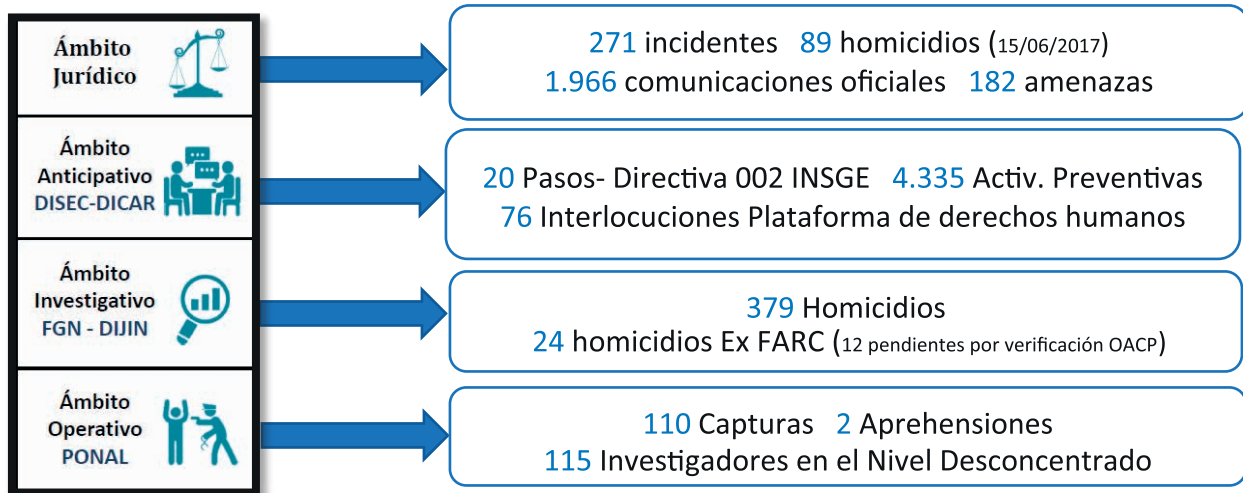 Ámbito
Jurídico
271 incidentes 89 homicidios (15/06/2017)
1.966 comunicaciones oficiales 182 amenazas
Ámbito
Anticipativo
DISEC-DICAR
20 Pasos- Directiva 002 INSGE 4.335 Activ. Preventivas
76 Interlocuciones Plataforma de derechos humanos
Ámbito
Investigativo
FGN - DIJIN
379 Homicidios
24 homicidios Ex FARC (12 pendientes por verificación OACP)
Ámbito
Operativo
PONAL
110 Capturas 2 Aprehensiones
115 Investigadores en el Nivel Desconcentrado